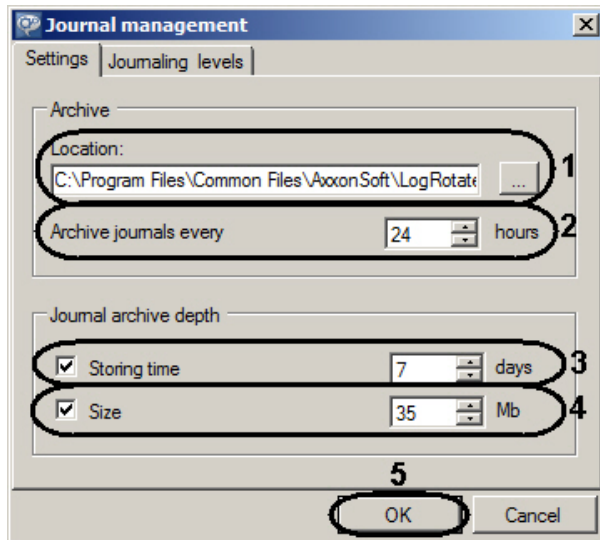 Journal management
Settings Journaling levels
Archive
Location:
C:\Program Files\Common Files\AxxonSoft\LogRotate ... 1
Archive journals every 24 hours 2
Journal archive depth
Storing time 7 days 3
Size 35 Mb 4
5
OK Cancel